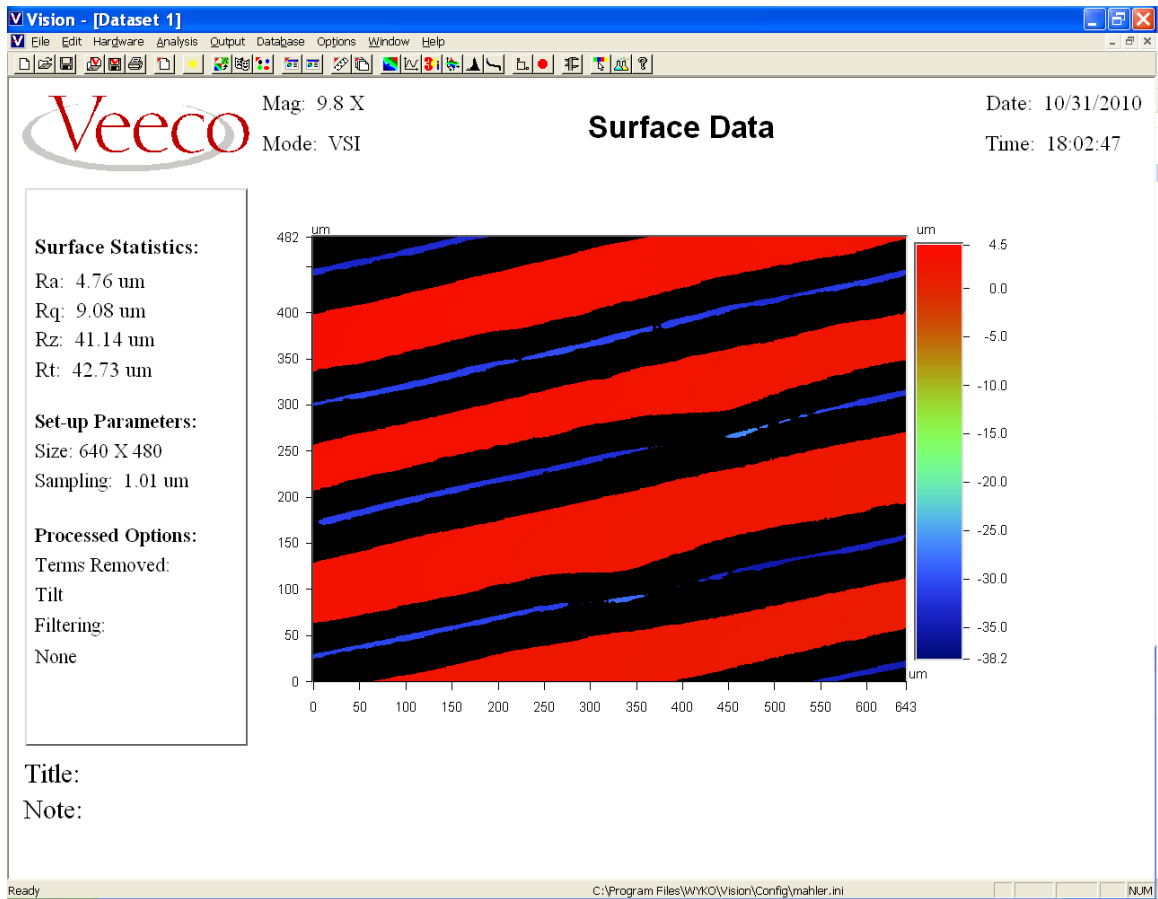 Vision - [Dataset 1]
File Edit Hardware Analysis Output Database Options Window Help
Veeco
Mag: 9.8 X
Mode: VSI
Surface Data
Date: 10/31/2010
Time: 18:02:47
Surface Statistics:
Ra: 4.76 um
Rq: 9.08 um
Rz: 41.14 um
Rt: 42.73 um
Set-up Parameters:
Size: 640 X 480
Sampling: 1.01 um
Processed Options:
Terms Removed:
Tilt
Filtering:
None
um
482
400
350
300
250
200
150
100
50
0
0 50 100 150 200 250 300 350 400 450 500 550 600 643
um
um
4.5
0.0
-5.0
-10.0
-15.0
-20.0
-25.0
-30.0
-35.0
-38.2
Title:
Note:
Ready C:\Program Files\WYKO\Vision\Config\mahler.ini NUM